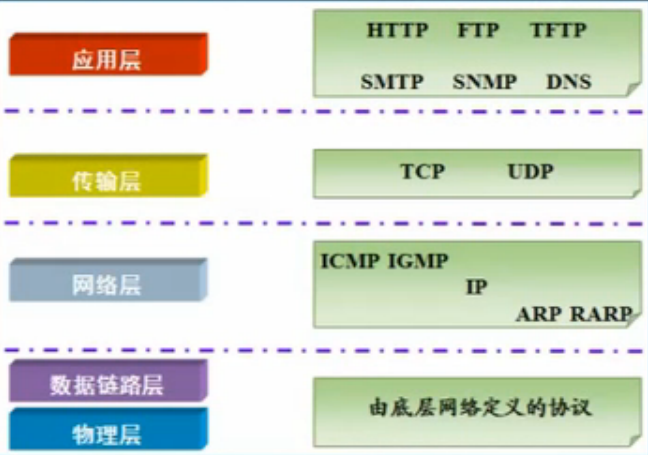 应用层
HTTP FTP TFTP
SMTP SNMP DNS
传输层
TCP UDP
网络层
ICMP IGMP
IP
ARP RARP
数据链路层
物理层
由底层网络定义的协议